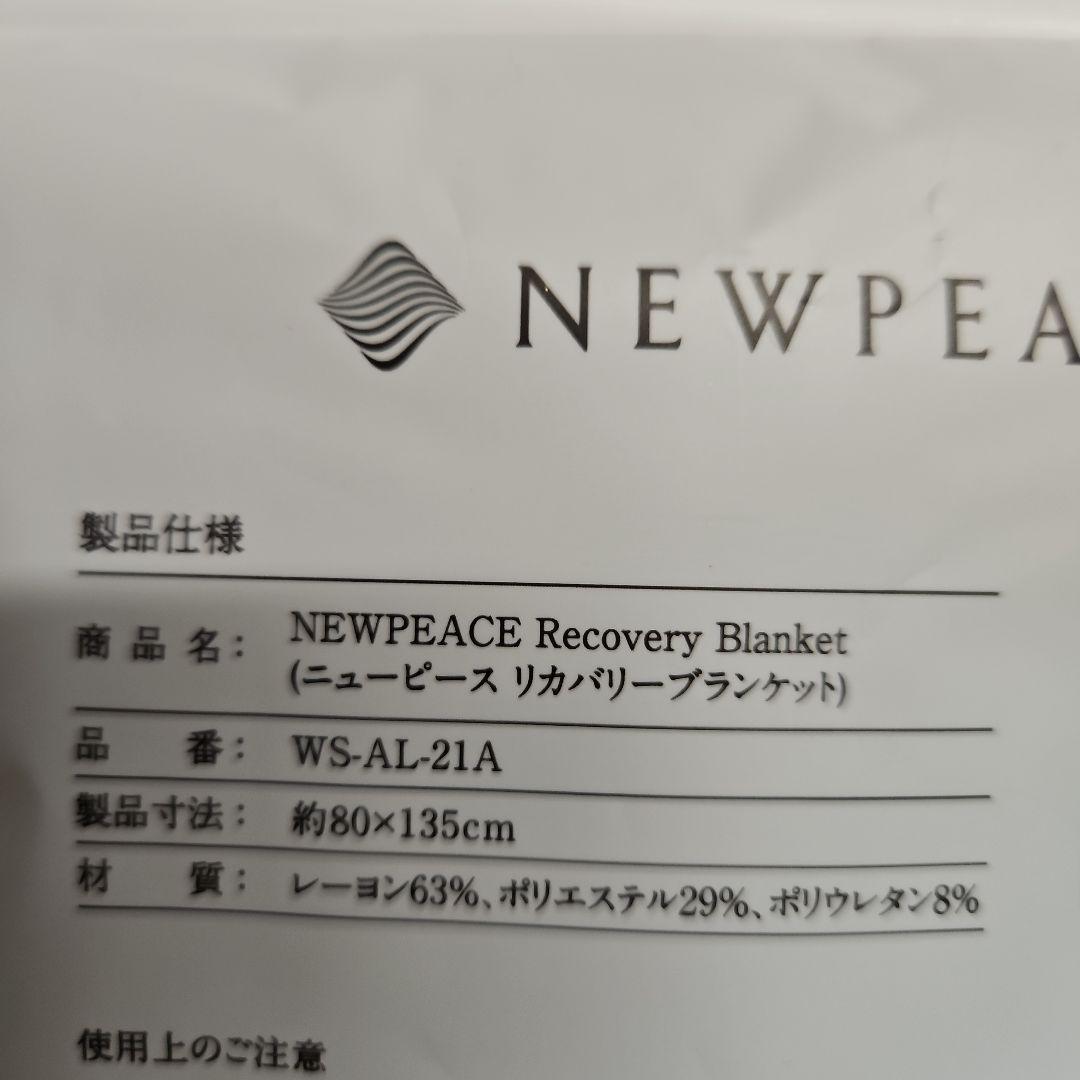 NEWPEA
製品仕様
商品名： NEWPEACE Recovery Blanket
(ニューピース リカバリーブランケット)
品番： WS-AL-21A
製品寸法： 約80×135cm
材質： レーヨン63%、ポリエステル29%、ポリウレタン8%
使用上のご注意